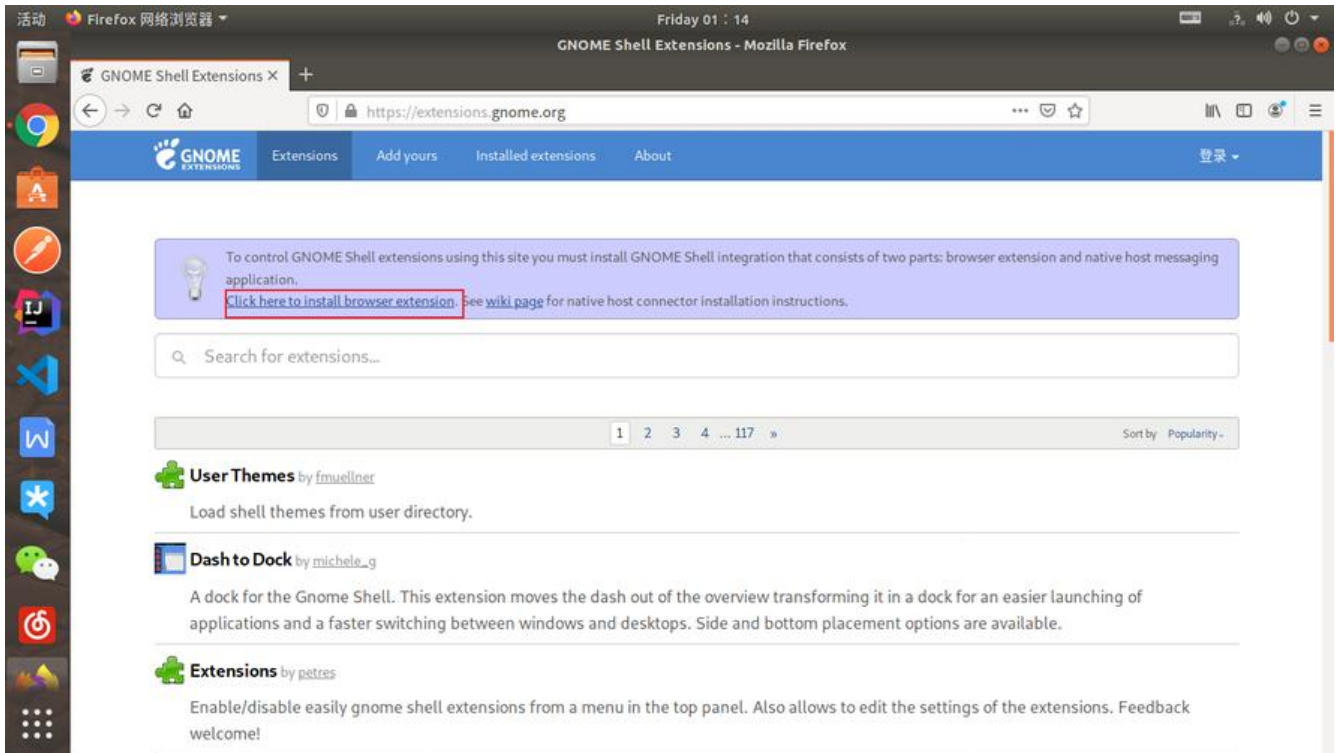 活动 Firefox 网络浏览器 Friday 01：14
GNOME Shell Extensions - Mozilla Firefox
GNOME Shell Extensions
https://extensions.gnome.org
GNOME EXTENSIONS Extensions Add yours Installed extensions About 登录
To control GNOME Shell extensions using this site you must install GNOME Shell integration that consists of two parts: browser extension and native host messaging
application.
Click here to install browser extension. See wiki page for native host connector installation instructions.
Search for extensions...
1 2 3 4 ... 117 » Sort by Popularity
User Themes by fmuellner
Load shell themes from user directory.
Dash to Dock by michele_g
A dock for the Gnome Shell. This extension moves the dash out of the overview transforming it in a dock for an easier launching of
applications and a faster switching between windows and desktops. Side and bottom placement options are available.
Extensions by petres
Enable/disable easily gnome shell extensions from a menu in the top panel. Also allows to edit the settings of the extensions. Feedback
welcome!